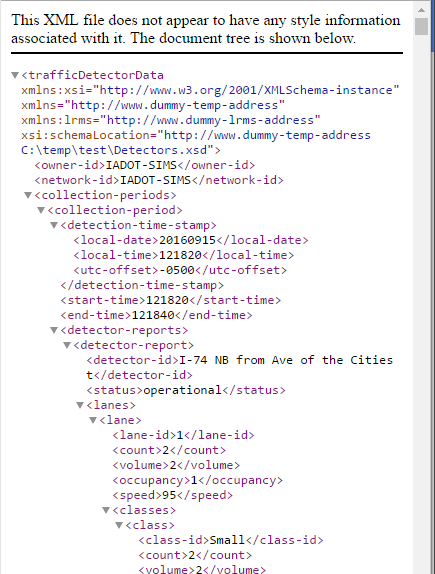 This XML file does not appear to have any style information
associated with it. The document tree is shown below.
▼<trafficDetectorData
xmlns:xsi="http://www.w3.org/2001/XMLSchema-instance"
xmlns="http://www.dummy-temp-address"
xmlns:lrms="http://www.dummy-lrms-address"
xsi:schemaLocation="http://www.dummy-temp-address
C:\temp\test\Detectors.xsd">
<owner-id>IADOT-SIMS</owner-id>
<network-id>IADOT-SIMS</network-id>
▼<collection-periods>
▼<collection-period>
▼<detection-time-stamp>
<local-date>20160915</local-date>
<local-time>121820</local-time>
<utc-offset>-0500</utc-offset>
</detection-time-stamp>
<start-time>121820</start-time>
<end-time>121840</end-time>
▼<detector-reports>
▼<detector-report>
<detector-id>I-74 NB from Ave of the Cities
t</detector-id>
<status>operational</status>
▼<lanes>
▼<lane>
<lane-id>1</lane-id>
<count>2</count>
<volume>2</volume>
<occupancy>1</occupancy>
<speed>95</speed>
▼<classes>
▼<class>
<class-id>Small</class-id>
<count>2</count>
<volume>2</volume>